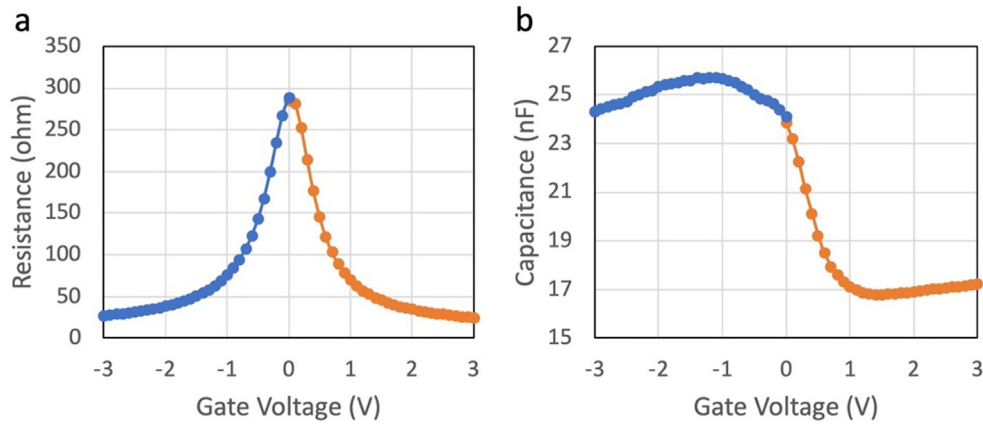 a
350
300
250
200
150
100
50
0
Resistance (ohm)
-3 -2 -1 0 1 2 3
Gate Voltage (V)
b
27
25
23
21
19
17
15
Capacitance (nF)
-3 -2 -1 0 1 2 3
Gate Voltage (V)